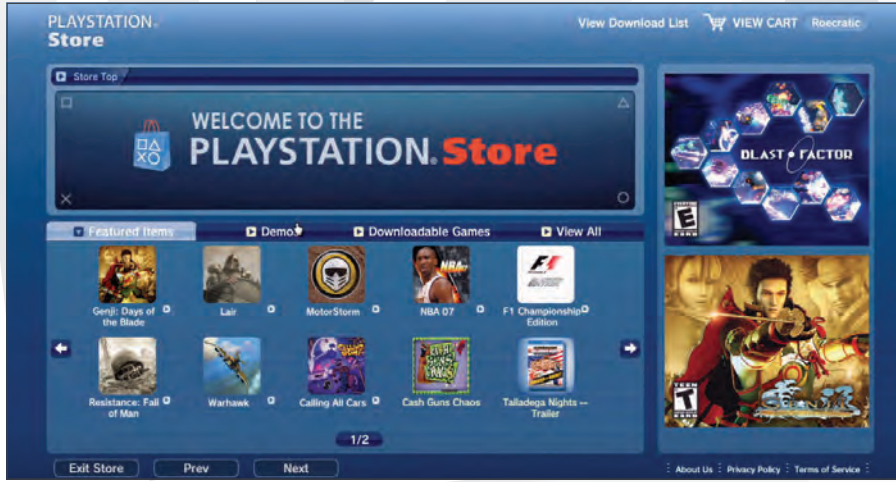 PLAYSTATION®
Store
View Download List
VIEW CART
Roecratic
Store Top
WELCOME TO THE
PLAYSTATION®Store
BLAST FACTOR
E
Featured Items
Demos
Downloadable Games
View All
Genji: Days of
the Blade
Lair
MotorStorm
NBA 07
F1 Championship
Edition
Resistance: Fall
of Man
Warhawk
Calling All Cars
Cash Guns Chaos
Talladega Nights --
Trailer
1/2
TEEN
T
Exit Store
Prev
Next
About Us
Privacy Policy
Terms of Service